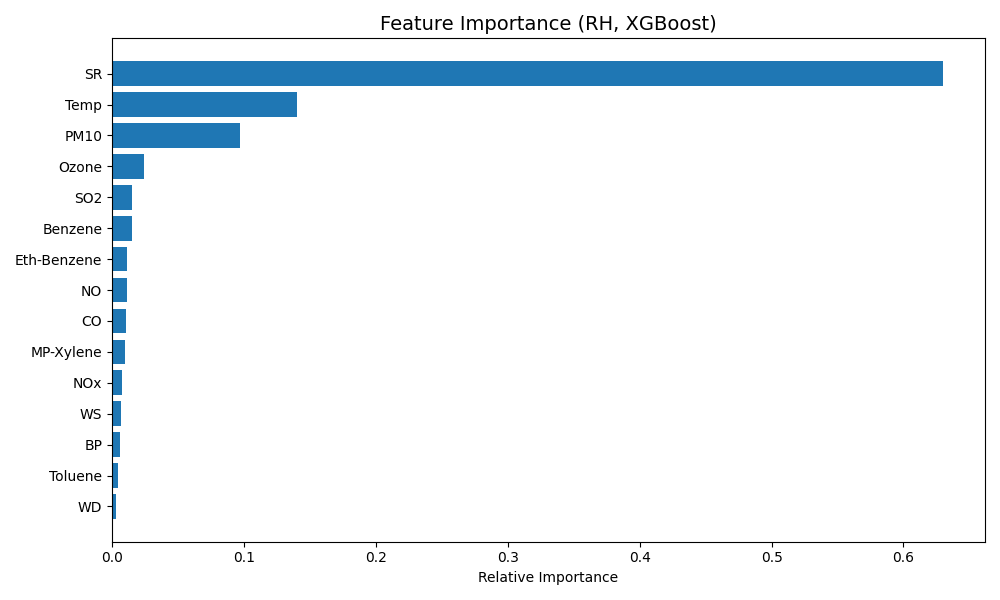 Feature Importance (RH, XGBoost)
SR
Temp
PM10
Ozone
SO2
Benzene
Eth-Benzene
NO
CO
MP-Xylene
NOx
WS
BP
Toluene
WD
0.0 0.1 0.2 0.3 0.4 0.5 0.6
Relative Importance